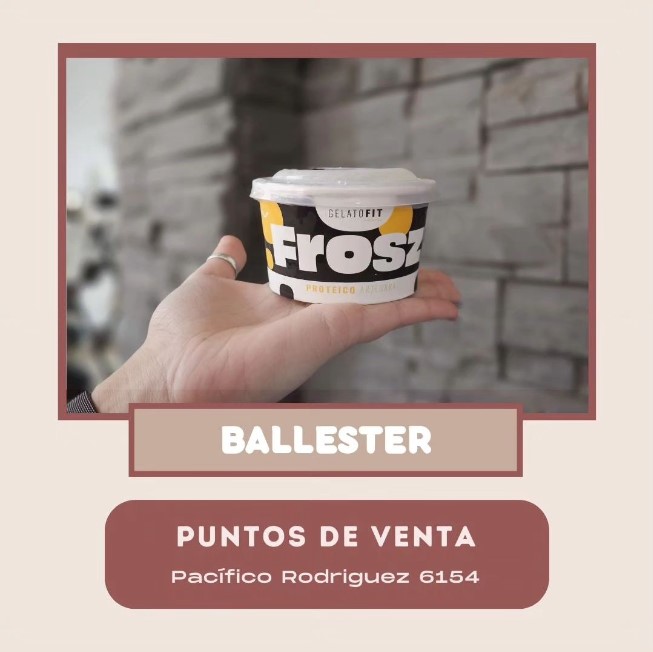 GELATOFIT
Frosz
PROTEICO
BALLESTER
PUNTOS DE VENTA
Pacífico Rodriguez 6154